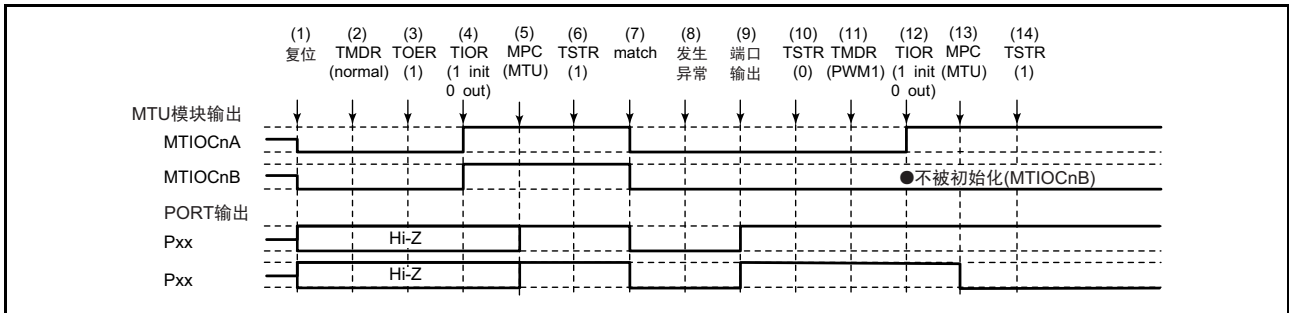 (1) (2) (3) (4) (5) (6) (7) (8) (9) (10) (11) (12) (13) (14)
复位 TMDR TOER TIOR MPC TSTR match 发生 端口 TSTR TMDR TIOR MPC TSTR
(normal) (1) (1 init (MTU) (1) 异常 输出 (0) (PWM1) (1 init (MTU) (1)
0 out) 0 out)
MTU模块输出
MTIOCnA
MTIOCnB
●不被初始化(MTIOCnB)
PORT输出
Pxx Hi-Z
Pxx Hi-Z